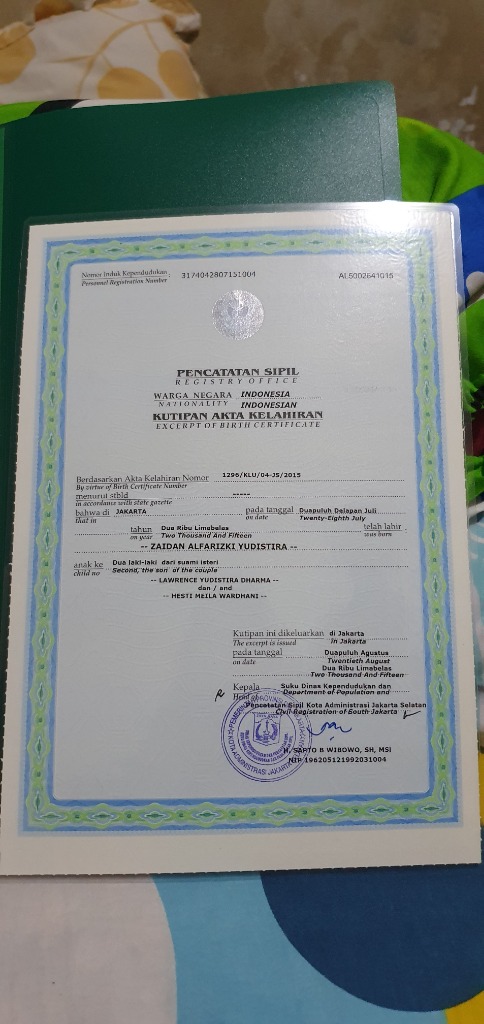 Nomor Induk Kependudukan : 3174042807151004 AL5002641015
Personnel Registration Number
PENCATATAN SIPIL
REGISTRY OFFICE
WARGA NEGARA INDONESIA
NATIONALITY INDONESIAN
KUTIPAN AKTA KELAHIRAN
EXCERPT OF BIRTH CERTIFICATE
Berdasarkan Akta Kelahiran Nomor 1296/KLU/04-JS/2015
By virtue of Birth Certificate Number
menurut stbld -----
in accordance with state gazette
bahwa di JAKARTA pada tanggal Duapuluh Delapan Juli
that in on date Twenty-Eighth July
tahun Dua Ribu Limabelas telah lahir
on year Two Thousand And Fifteen was born
-- ZAIDAN ALFARIZKI YUDISTIRA --
anak ke Dua laki-laki dari suami isteri
child no Second, the son of the couple
-- LAWRENCE YUDISTIRA DHARMA --
dan / and
-- HESTI MEILA WARDHANI --
Kutipan ini dikeluarkan di Jakarta
The excerpt is issued in Jakarta
pada tanggal Duapuluh Agustus
on date Twentieth August
Dua Ribu Limabelas
Two Thousand And Fifteen
Kepala Suku Dinas Kependudukan dan
Department of Population and
Pencatatan Sipil Kota Administrasi Jakarta Selatan
Civil Registration of South Jakarta
H. SAPTO B WIBOWO, SH, MSI
NIP 196205121992031004
KOTA ADMINISTRASI JAKARTA